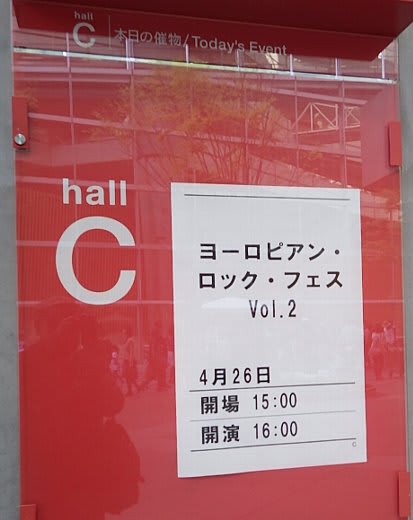 hall
C 本日の催物/Today's Event
hall
C
ヨーロピアン・
ロック・フェス
Vol.2
4月26日
開場 15:00
開演 16:00
C